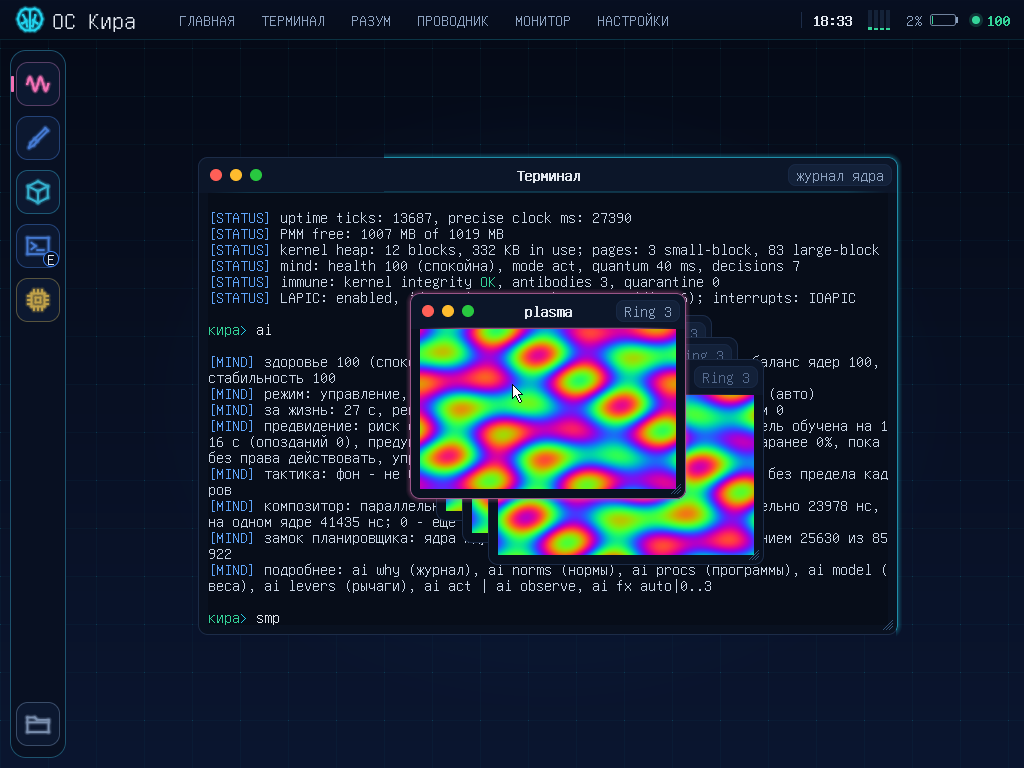 ОС Кира
ГЛАВНАЯ ТЕРМИНАЛ РАЗУМ ПРОВОДНИК МОНИТОР НАСТРОЙКИ
18:33 2% 100
E
Терминал журнал ядра
[STATUS] uptime ticks: 13687, precise clock ms: 27390
[STATUS] PMM free: 1007 MB of 1019 MB
[STATUS] kernel heap: 12 blocks, 332 KB in use; pages: 3 small-block, 83 large-block
[STATUS] mind: health 100 (спокойна), mode act, quantum 40 ms, decisions 7
[STATUS] immune: kernel integrity OK, antibodies 3, quarantine 0
[STATUS] LAPIC: enabled, ); interrupts: IOAPIC
plasma Ring 3
3
ing 3
Ring 3
кира> ai
[MIND] здоровье 100 баланс ядер 100,
стабильность 100
[MIND] режим: управление, (авто)
[MIND] за жизнь: 27 с, 0
[MIND] предвидение: риск обучена на 1
16 с (опозданий 0), 0%, пока
без права действовать,
[MIND] тактика: фон - не без предела кад
ров
[MIND] композитор: 23978 нс,
на одном ядре 41435 нс; 0 - еще
[MIND] замок планировщика: ядра 25630 из 85
922
[MIND] подробнее: ai why (журнал), ai norms (нормы), ai procs (программы), ai model (
веса), ai levers (рычаги), ai act | ai observe, ai fx auto|0..3
кира> smp